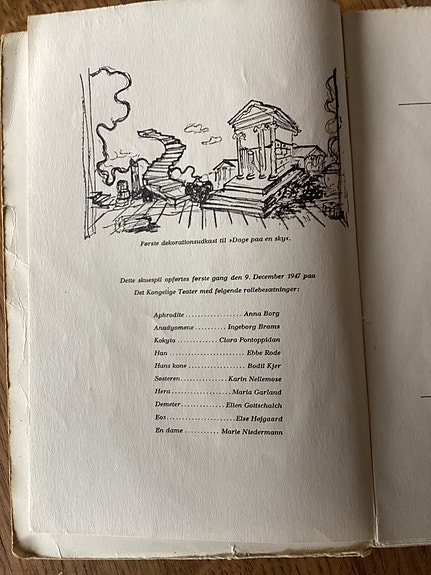 Første dekorationsudkast til »Dage paa en sky«.
Dette skuespil opførtes første gang den 9. December 1947 paa
Det Kongelige Teater med følgende rollebesætninger:
Aphrodite .................. Anna Borg
Anadyomene .......... Ingeborg Brams
Kokyta ............. Clara Pontoppidan
Han ........................ Ebbe Rode
Hans kone .................. Bodil Kjer
Søsteren ............ Karin Nellemose
Hera .................. Maria Garland
Demeter ............ Ellen Gottschalch
Eos ..................... Else Højgaard
En dame .......... Marie Niedermann